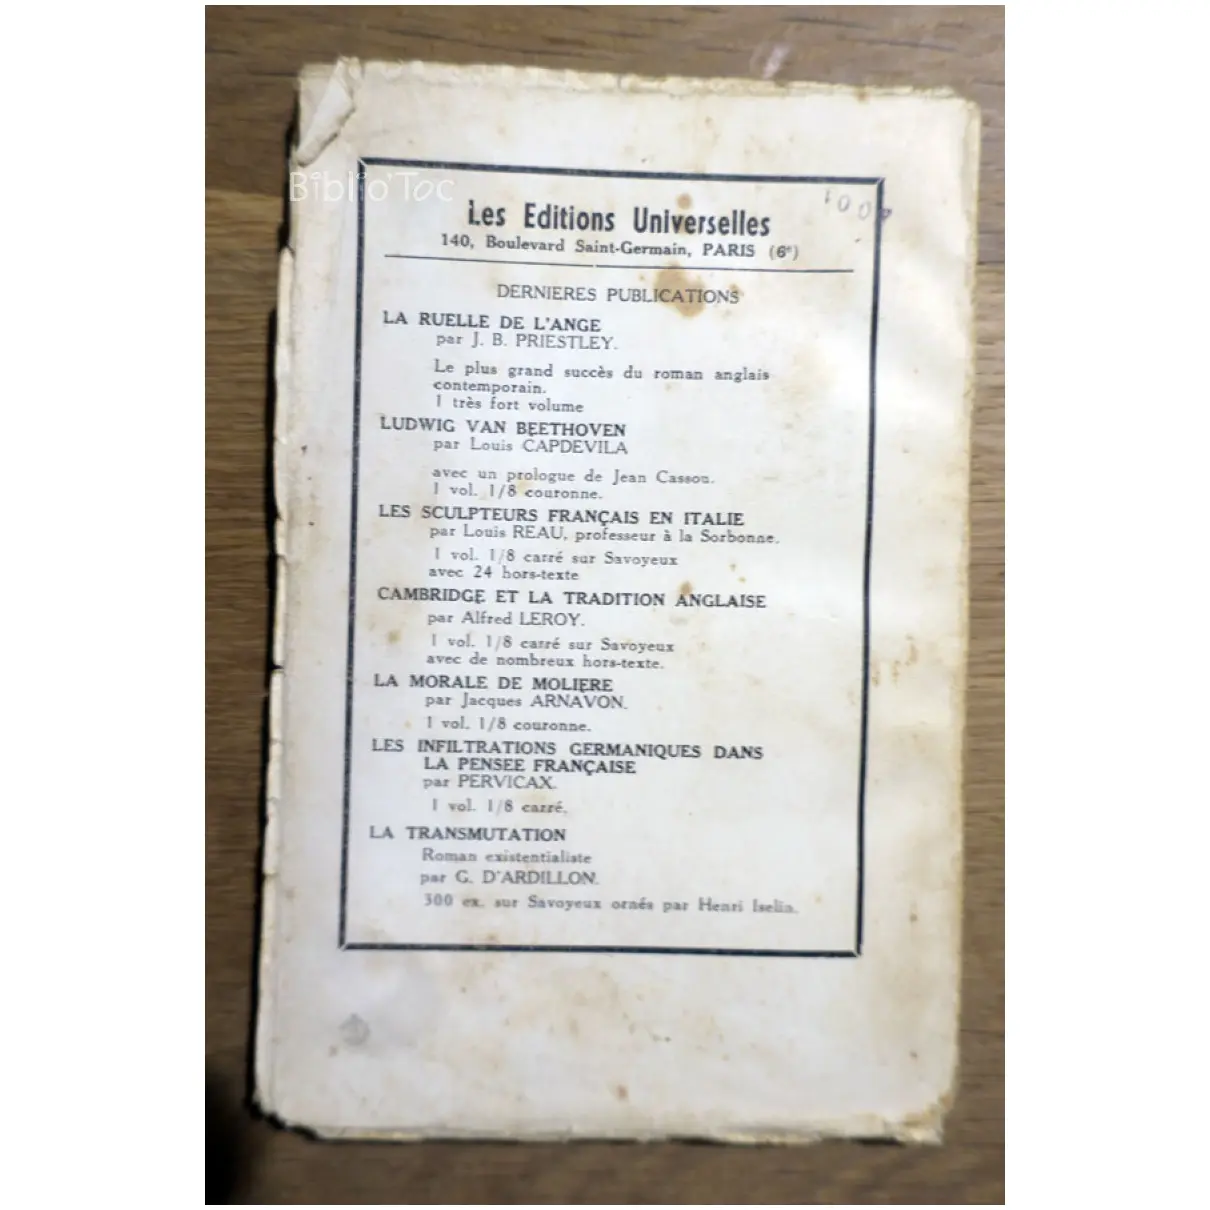 Biblio'Toc
Les Editions Universelles
140, Boulevard Saint-Germain, PARIS (6e)
DERNIERES PUBLICATIONS
LA RUELLE DE L'ANGE
par J. B. PRIESTLEY.
Le plus grand succès du roman anglais
contemporain.
1 très fort volume
LUDWIG VAN BEETHOVEN
par Louis CAPDEVILA
avec un prologue de Jean Cassou.
1 vol. 1/8 couronne.
LES SCULPTEURS FRANÇAIS EN ITALIE
par Louis REAU, professeur à la Sorbonne.
1 vol. 1/8 carré sur Savoyeux
avec 24 hors-texte
CAMBRIDGE ET LA TRADITION ANGLAISE
par Alfred LEROY.
1 vol. 1/8 carré sur Savoyeux
avec de nombreux hors-texte.
LA MORALE DE MOLIERE
par Jacques ARNAVON.
1 vol. 1/8 couronne.
LES INFILTRATIONS GERMANIQUES DANS
LA PENSEE FRANÇAISE
par PERVICAX.
1 vol. 1/8 carré.
LA TRANSMUTATION
Roman existentialiste
par G. D'ARDILLON.
300 ex. sur Savoyeux ornés par Henri Iselin.